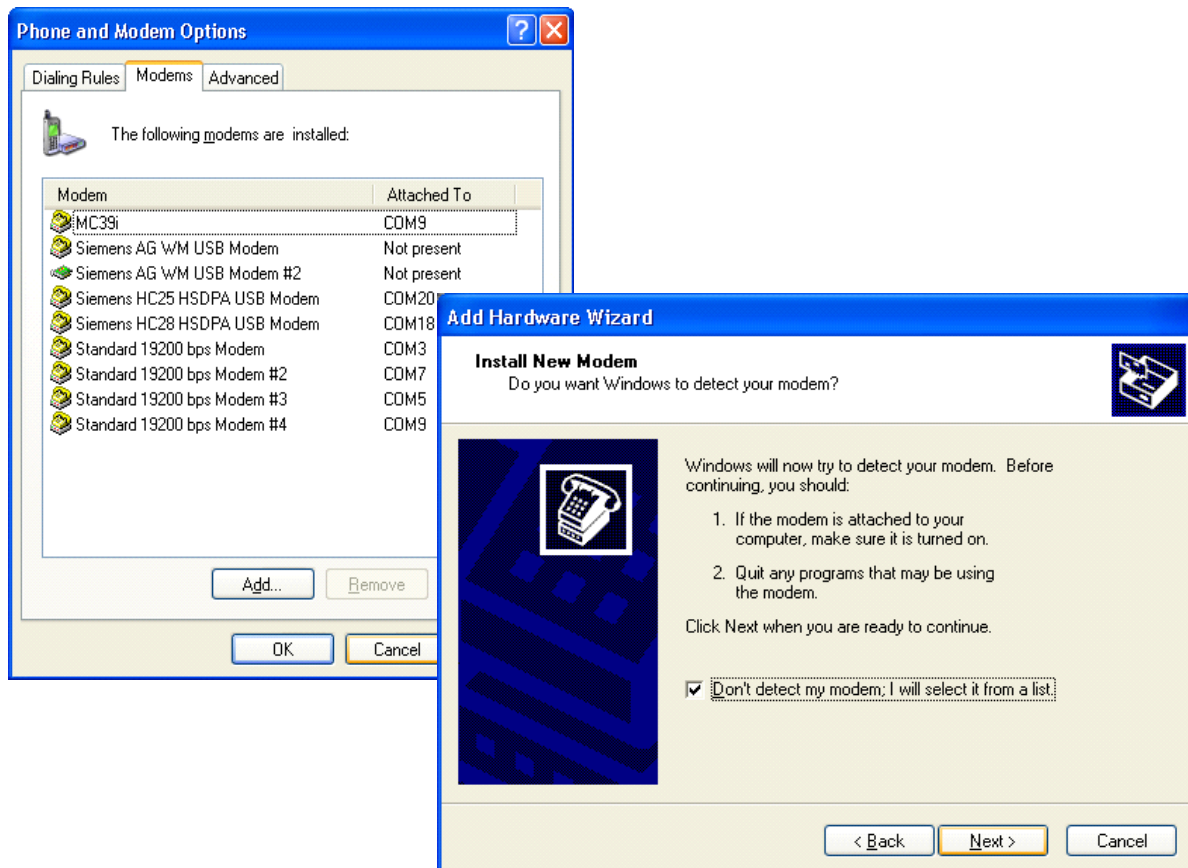 Phone and Modem Options
Dialing Rules Modems Advanced
The following modems are installed:
Modem Attached To
MC39i COM9
Siemens AG WM USB Modem Not present
Siemens AG WM USB Modem #2 Not present
Siemens HC25 HSDPA USB Modem COM20
Siemens HC28 HSDPA USB Modem COM18
Standard 19200 bps Modem COM3
Standard 19200 bps Modem #2 COM7
Standard 19200 bps Modem #3 COM5
Standard 19200 bps Modem #4 COM9
Add... Remove
OK Cancel
Add Hardware Wizard
Install New Modem
Do you want Windows to detect your modem?
Windows will now try to detect your modem. Before
continuing, you should:
1. If the modem is attached to your
computer, make sure it is turned on.
2. Quit any programs that may be using
the modem.
Click Next when you are ready to continue.
Don't detect my modem; I will select it from a list.
< Back Next > Cancel